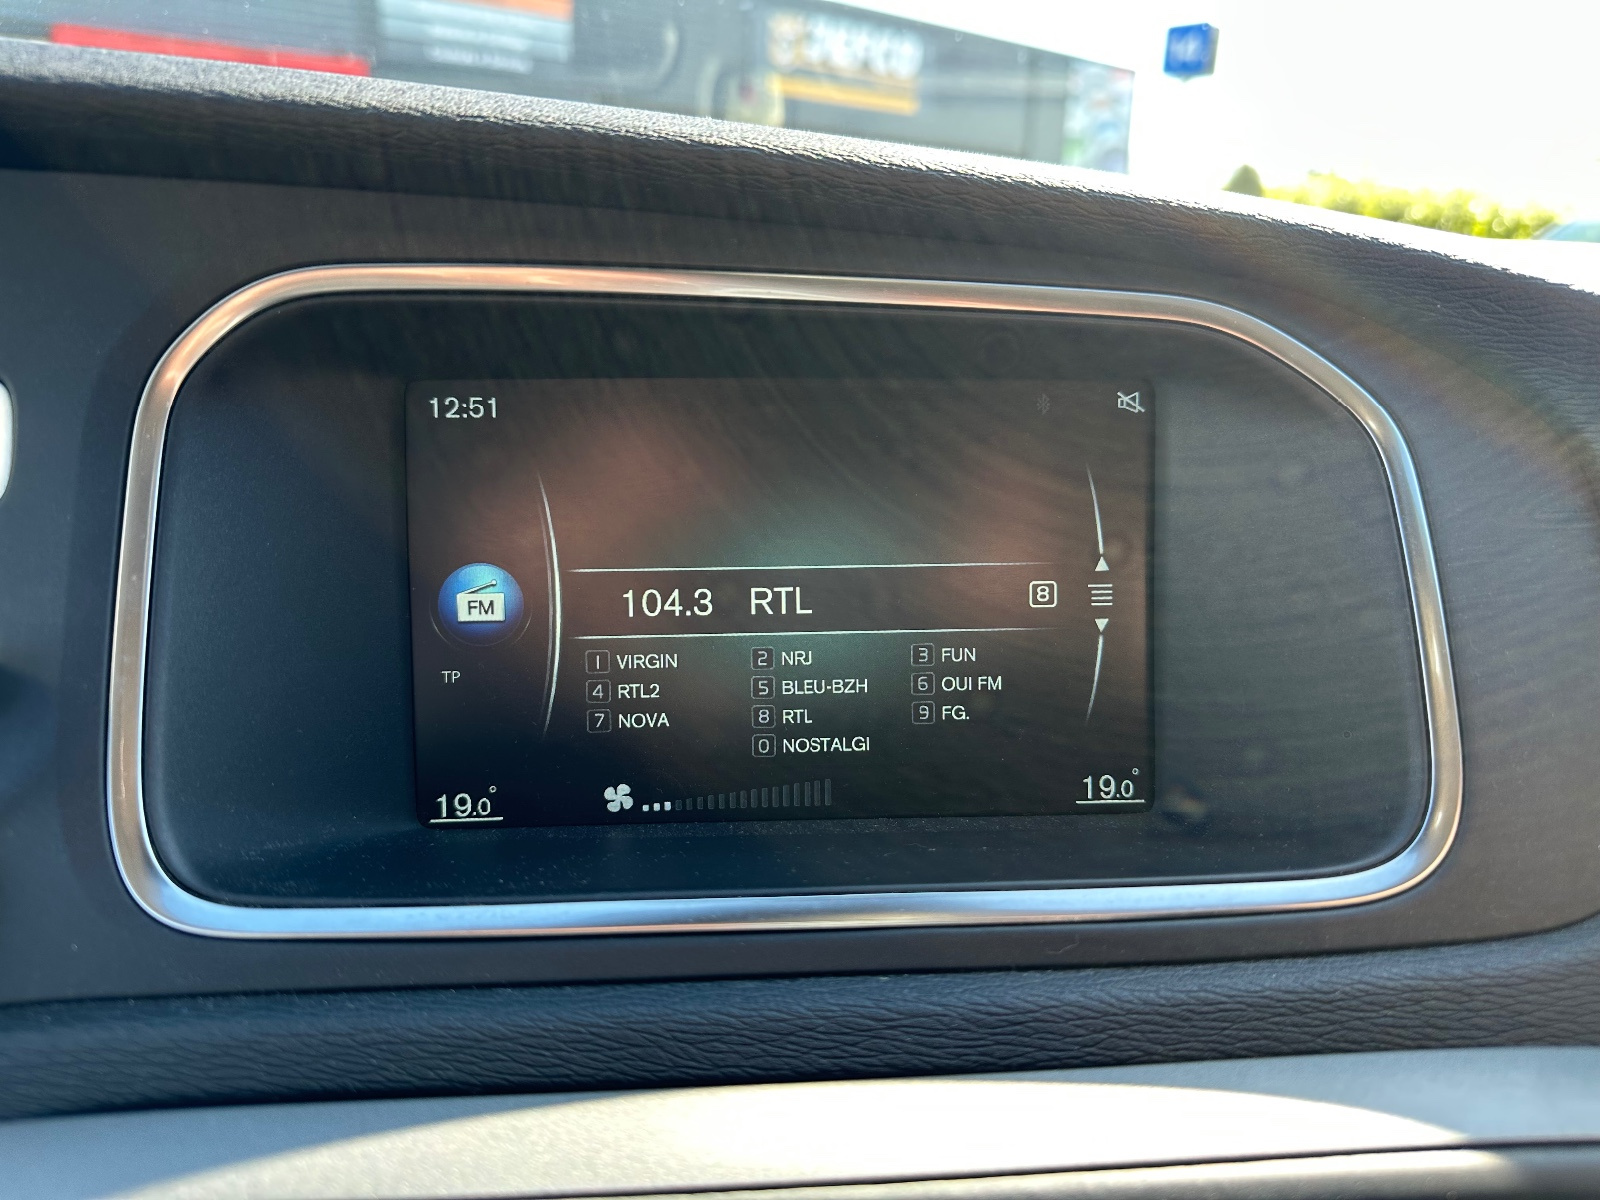 12:51
FM
104.3 RTL 8
TP
1 VIRGIN 2 NRJ 3 FUN
4 RTL2 5 BLEU-BZH 6 OUI FM
7 NOVA 8 RTL 9 FG.
0 NOSTALGI
19.0° 19.0°